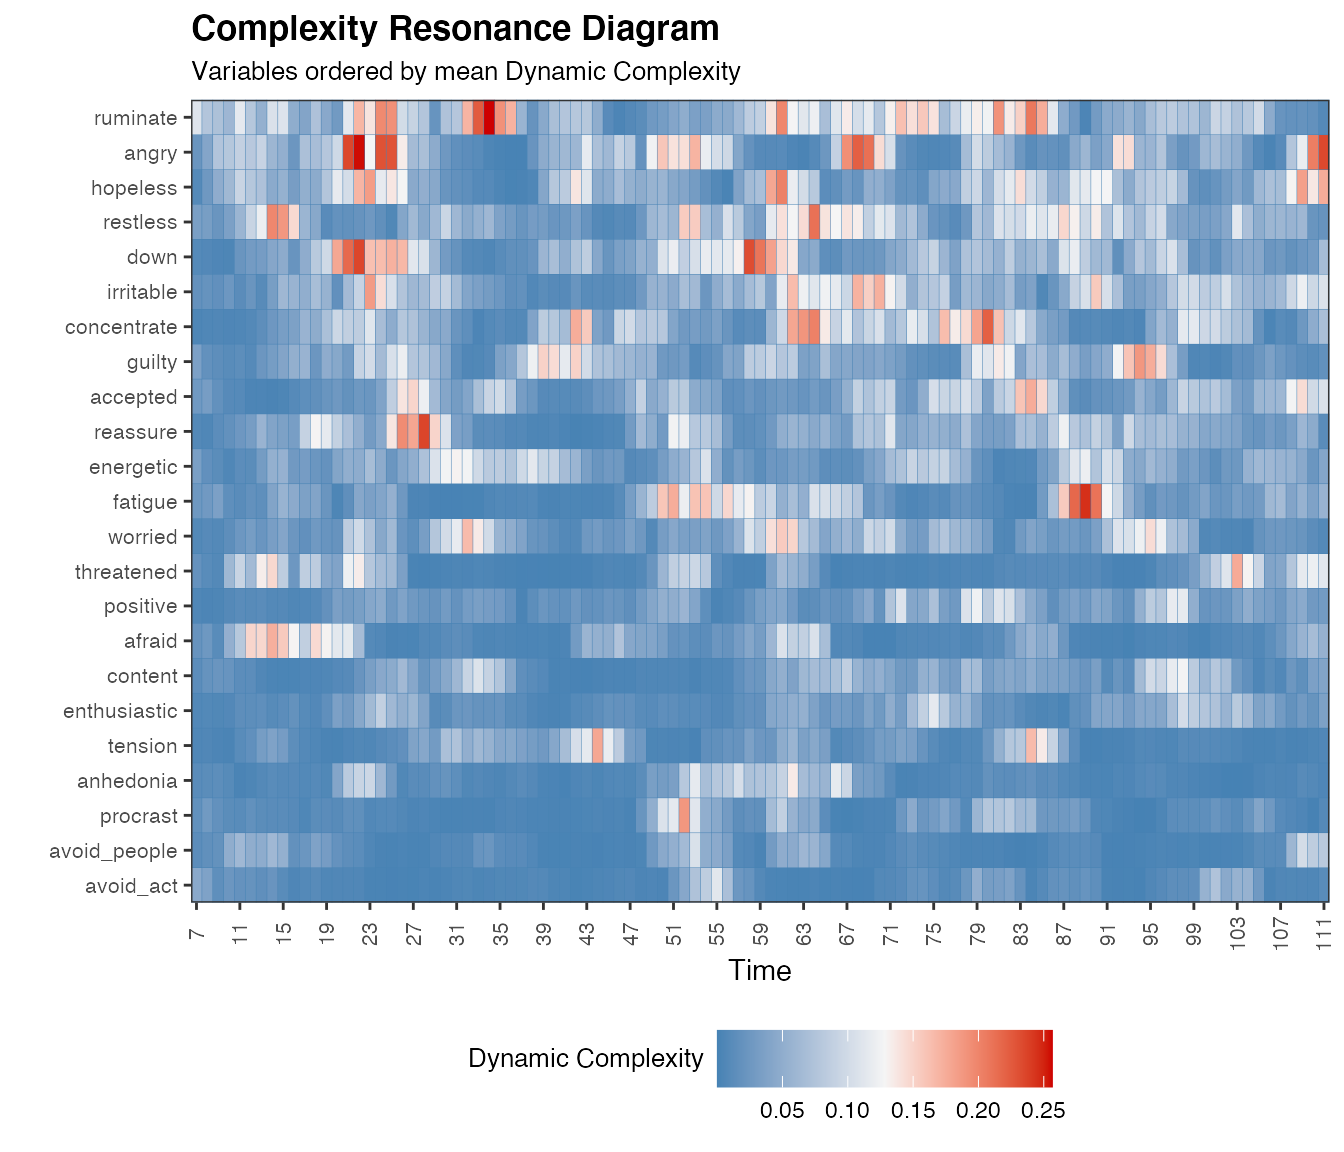 Complexity Resonance Diagram
Variables ordered by mean Dynamic Complexity
ruminate
angry
hopeless
restless
down
irritable
concentrate
guilty
accepted
reassure
energetic
fatigue
worried
threatened
positive
afraid
content
enthusiastic
tension
anhedonia
procrast
avoid_people
avoid_act
7 11 15 19 23 27 31 35 39 43 47 51 55 59 63 67 71 75 79 83 87 91 95 99 103 107 111
Time
Dynamic Complexity
0.05 0.10 0.15 0.20 0.25